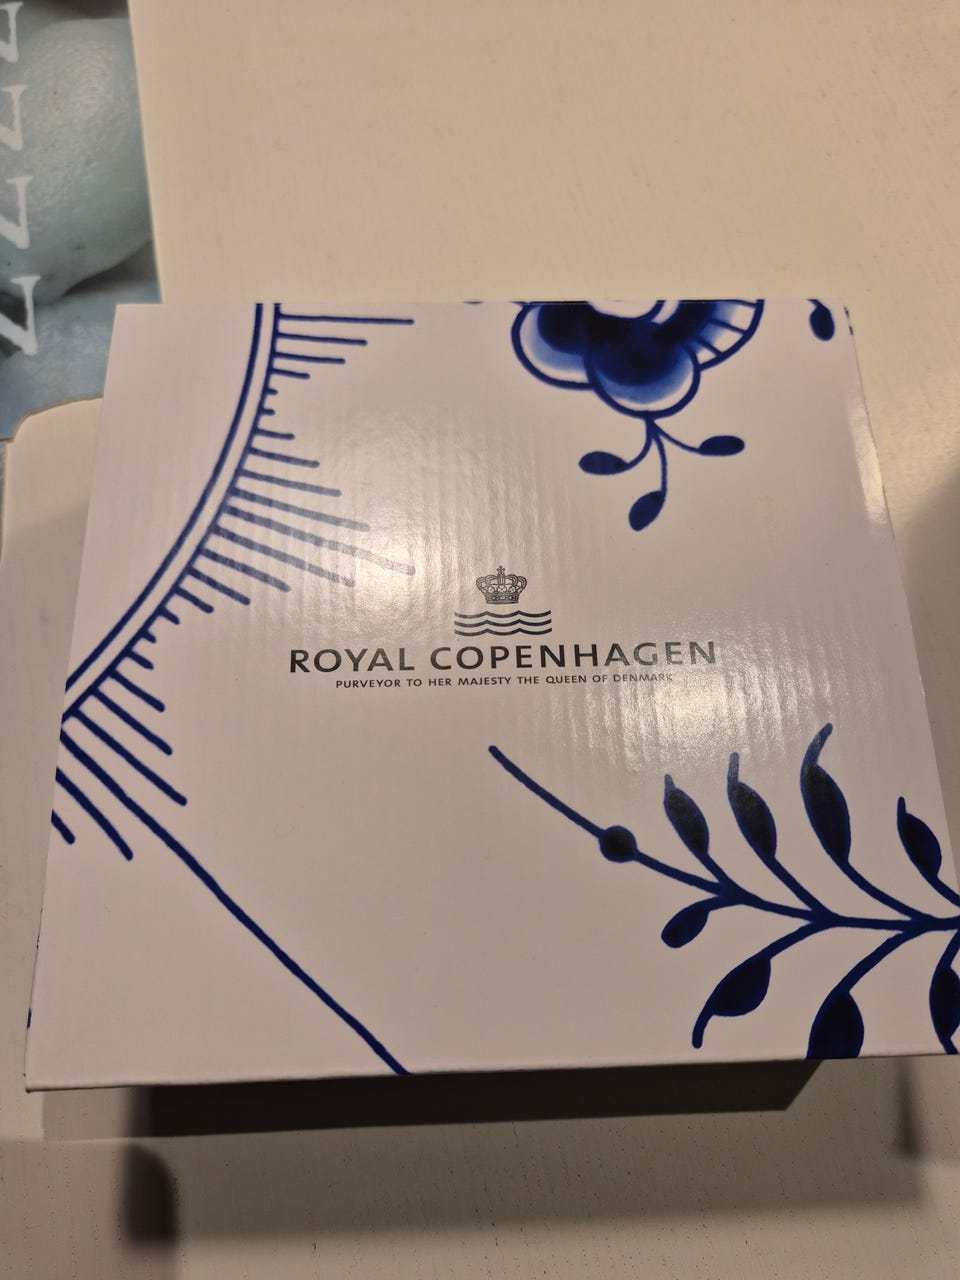 ROYAL COPENHAGEN
PURVEYOR TO HER MAJESTY THE QUEEN OF DENMARK